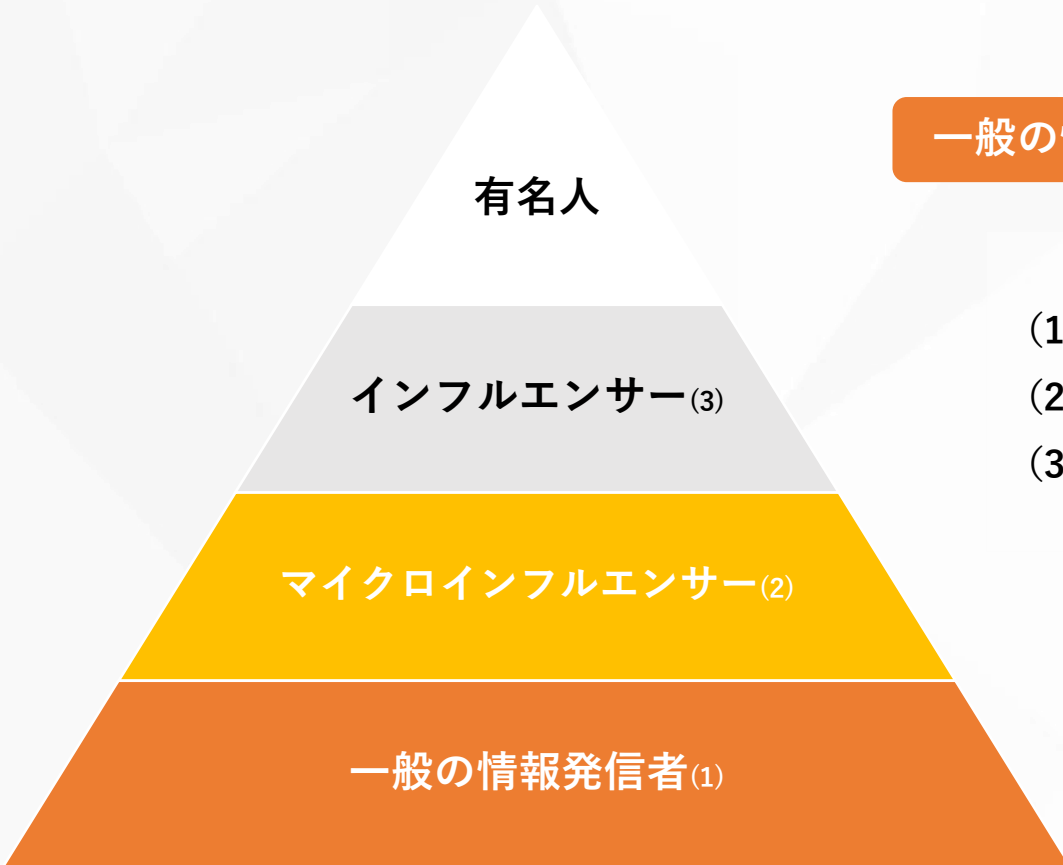 有名人
インフルエンサー(3)
マイクロインフルエンサー(2)
一般の情報発信者(1)
一般の
(1
(2
(3